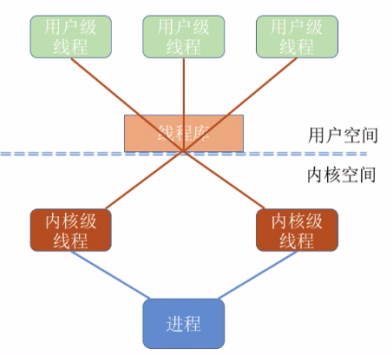 用户级 用户级 用户级
线程 线程 线程
线程库
用户空间
内核空间
内核级 内核级
线程 线程
进程